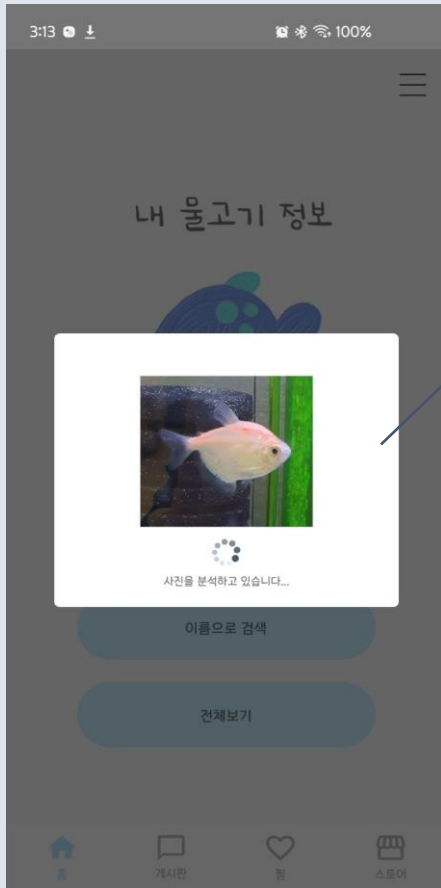 3:13
100%
내 물고기 정보
사진을 분석하고 있습니다...
이름으로 검색
전체보기
홈
게시판
찜
스토어